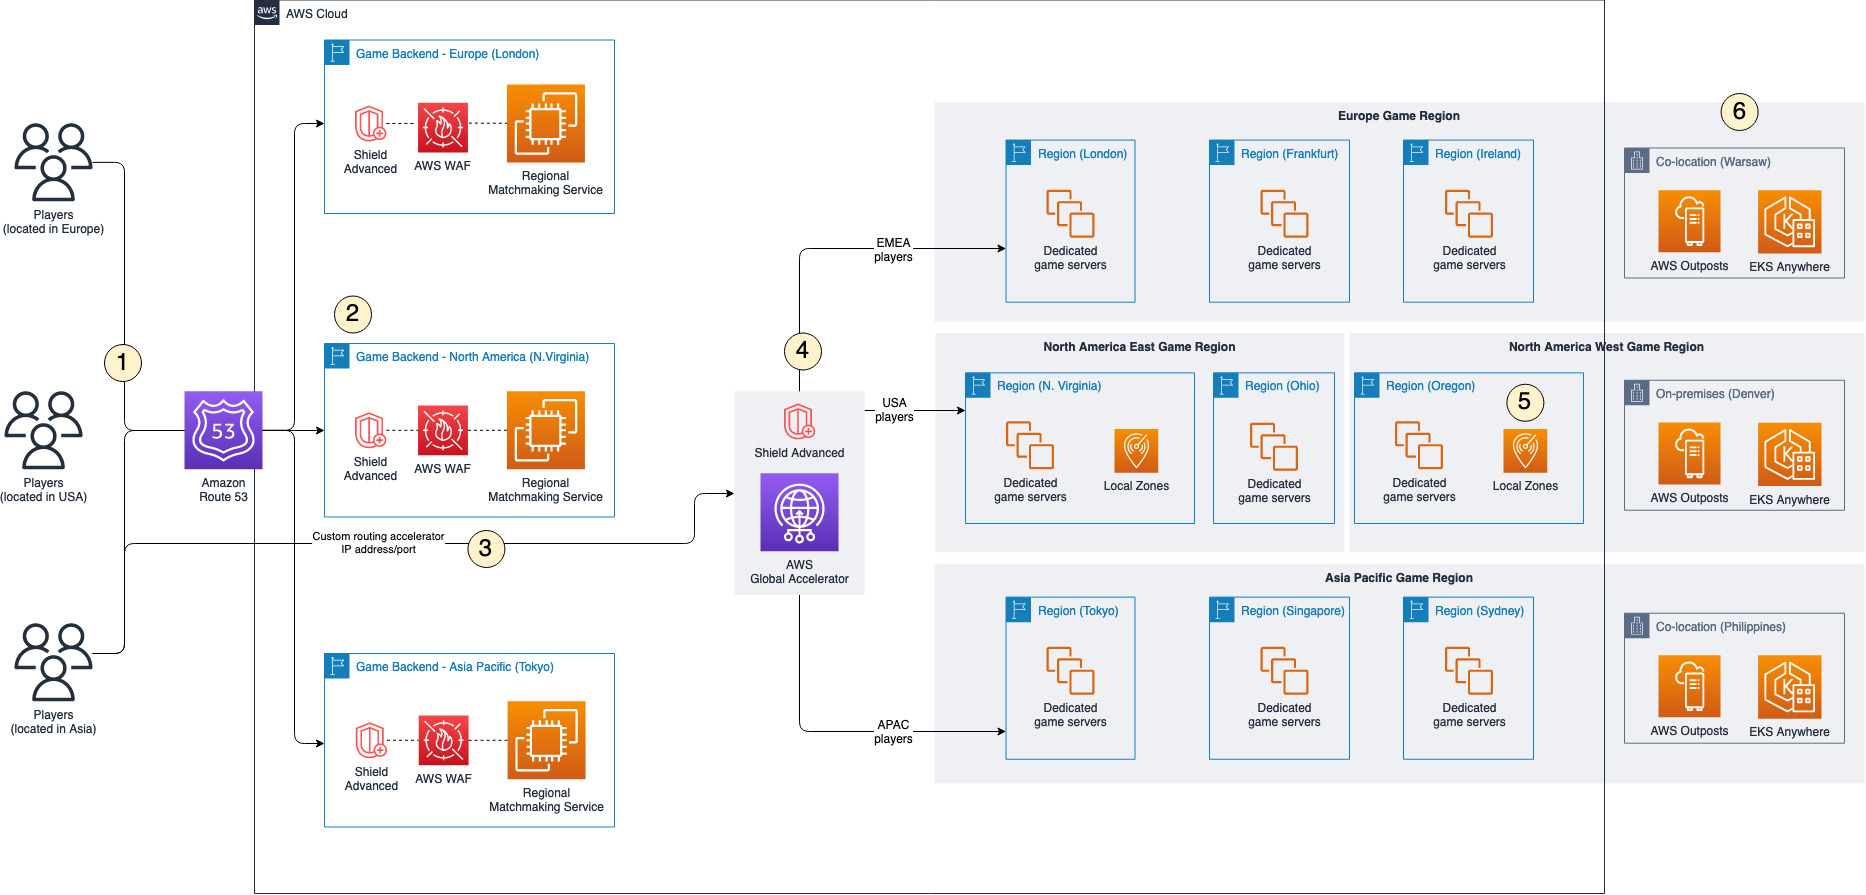 aws
AWS Cloud
Game Backend - Europe (London)
Shield
Advanced
AWS WAF
Regional
Matchmaking Service
Players
(located in Europe)
1
2
Game Backend - North America (N.Virginia)
Shield
Advanced
AWS WAF
Regional
Matchmaking Service
Players
(located in USA)
53
Amazon
Route 53
Custom routing accelerator
IP address/port
3
Players
(located in Asia)
Game Backend - Asia Pacific (Tokyo)
Shield
Advanced
AWS WAF
Regional
Matchmaking Service
4
Shield Advanced
AWS
Global Accelerator
EMEA
players
USA
players
APAC
players
Europe Game Region
6
Region (London)
Dedicated
game servers
Region (Frankfurt)
Dedicated
game servers
Region (Ireland)
Dedicated
game servers
Co-location (Warsaw)
AWS Outposts
K
EKS Anywhere
North America East Game Region
Region (N. Virginia)
Dedicated
game servers
Local Zones
Region (Ohio)
Dedicated
game servers
North America West Game Region
Region (Oregon)
5
Dedicated
game servers
Local Zones
On-premises (Denver)
AWS Outposts
K
EKS Anywhere
Asia Pacific Game Region
Region (Tokyo)
Dedicated
game servers
Region (Singapore)
Dedicated
game servers
Region (Sydney)
Dedicated
game servers
Co-location (Philippines)
AWS Outposts
K
EKS Anywhere